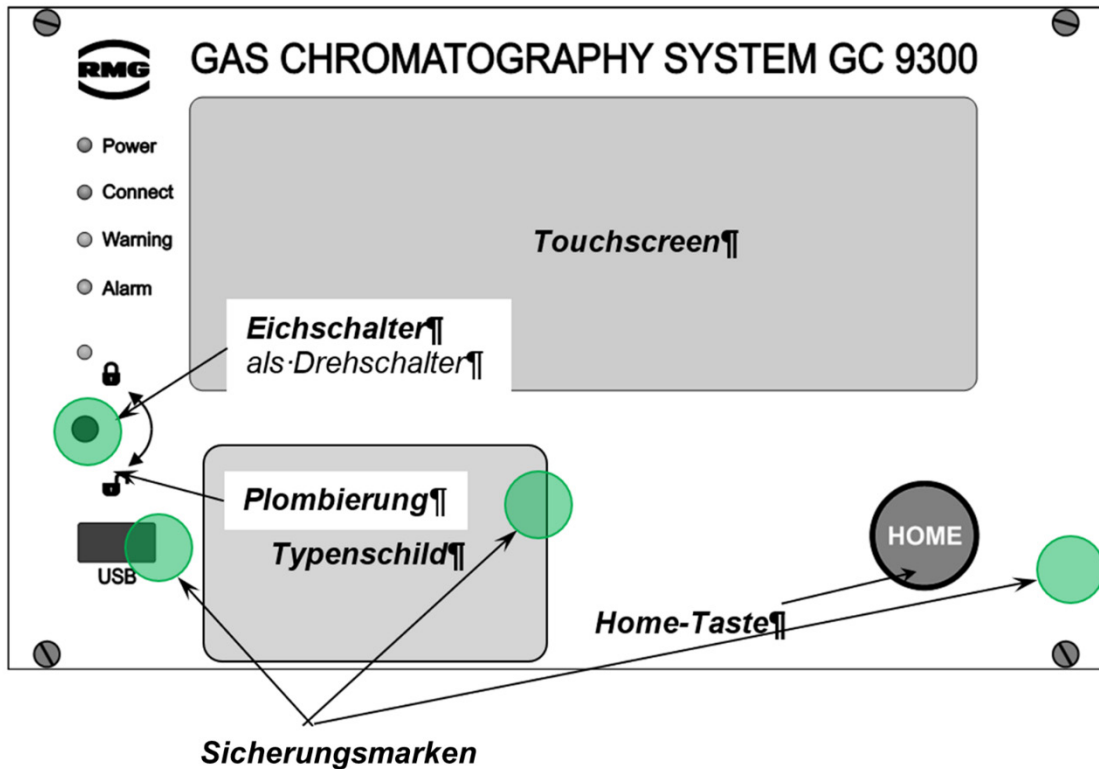 RMG
GAS CHROMATOGRAPHY SYSTEM GC 9300
Power
Connect
Warning
Alarm
Touchscreen¶
Eichschalter¶
als·Drehschalter¶
Plombierung¶
Typenschild¶
USB
HOME
Home-Taste¶
Sicherungsmarken